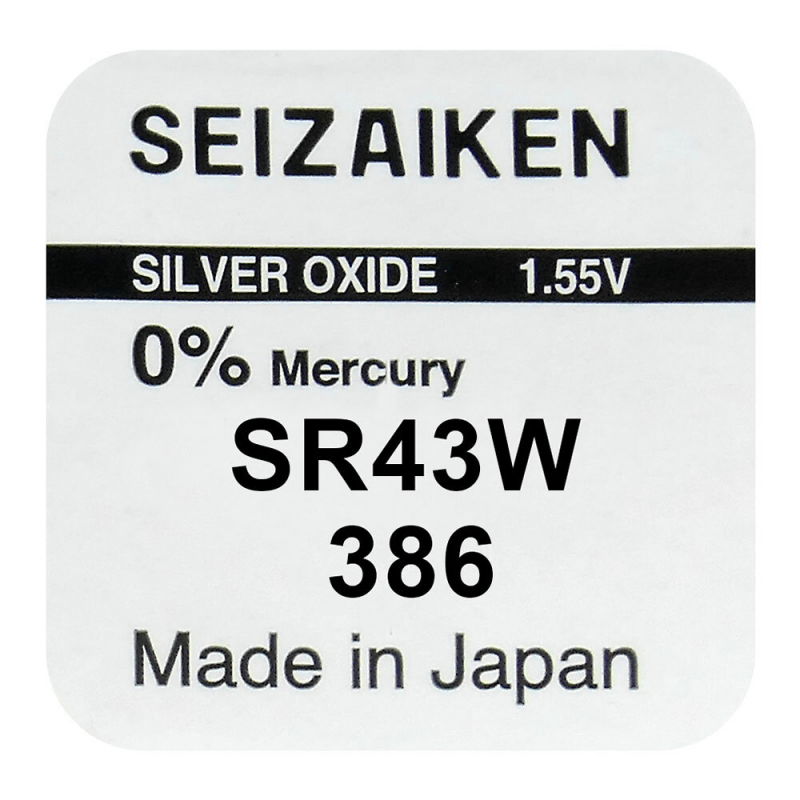 SEIZAIKEN
SILVER OXIDE 1.55V
0% Mercury
SR43W
386
Made in Japan